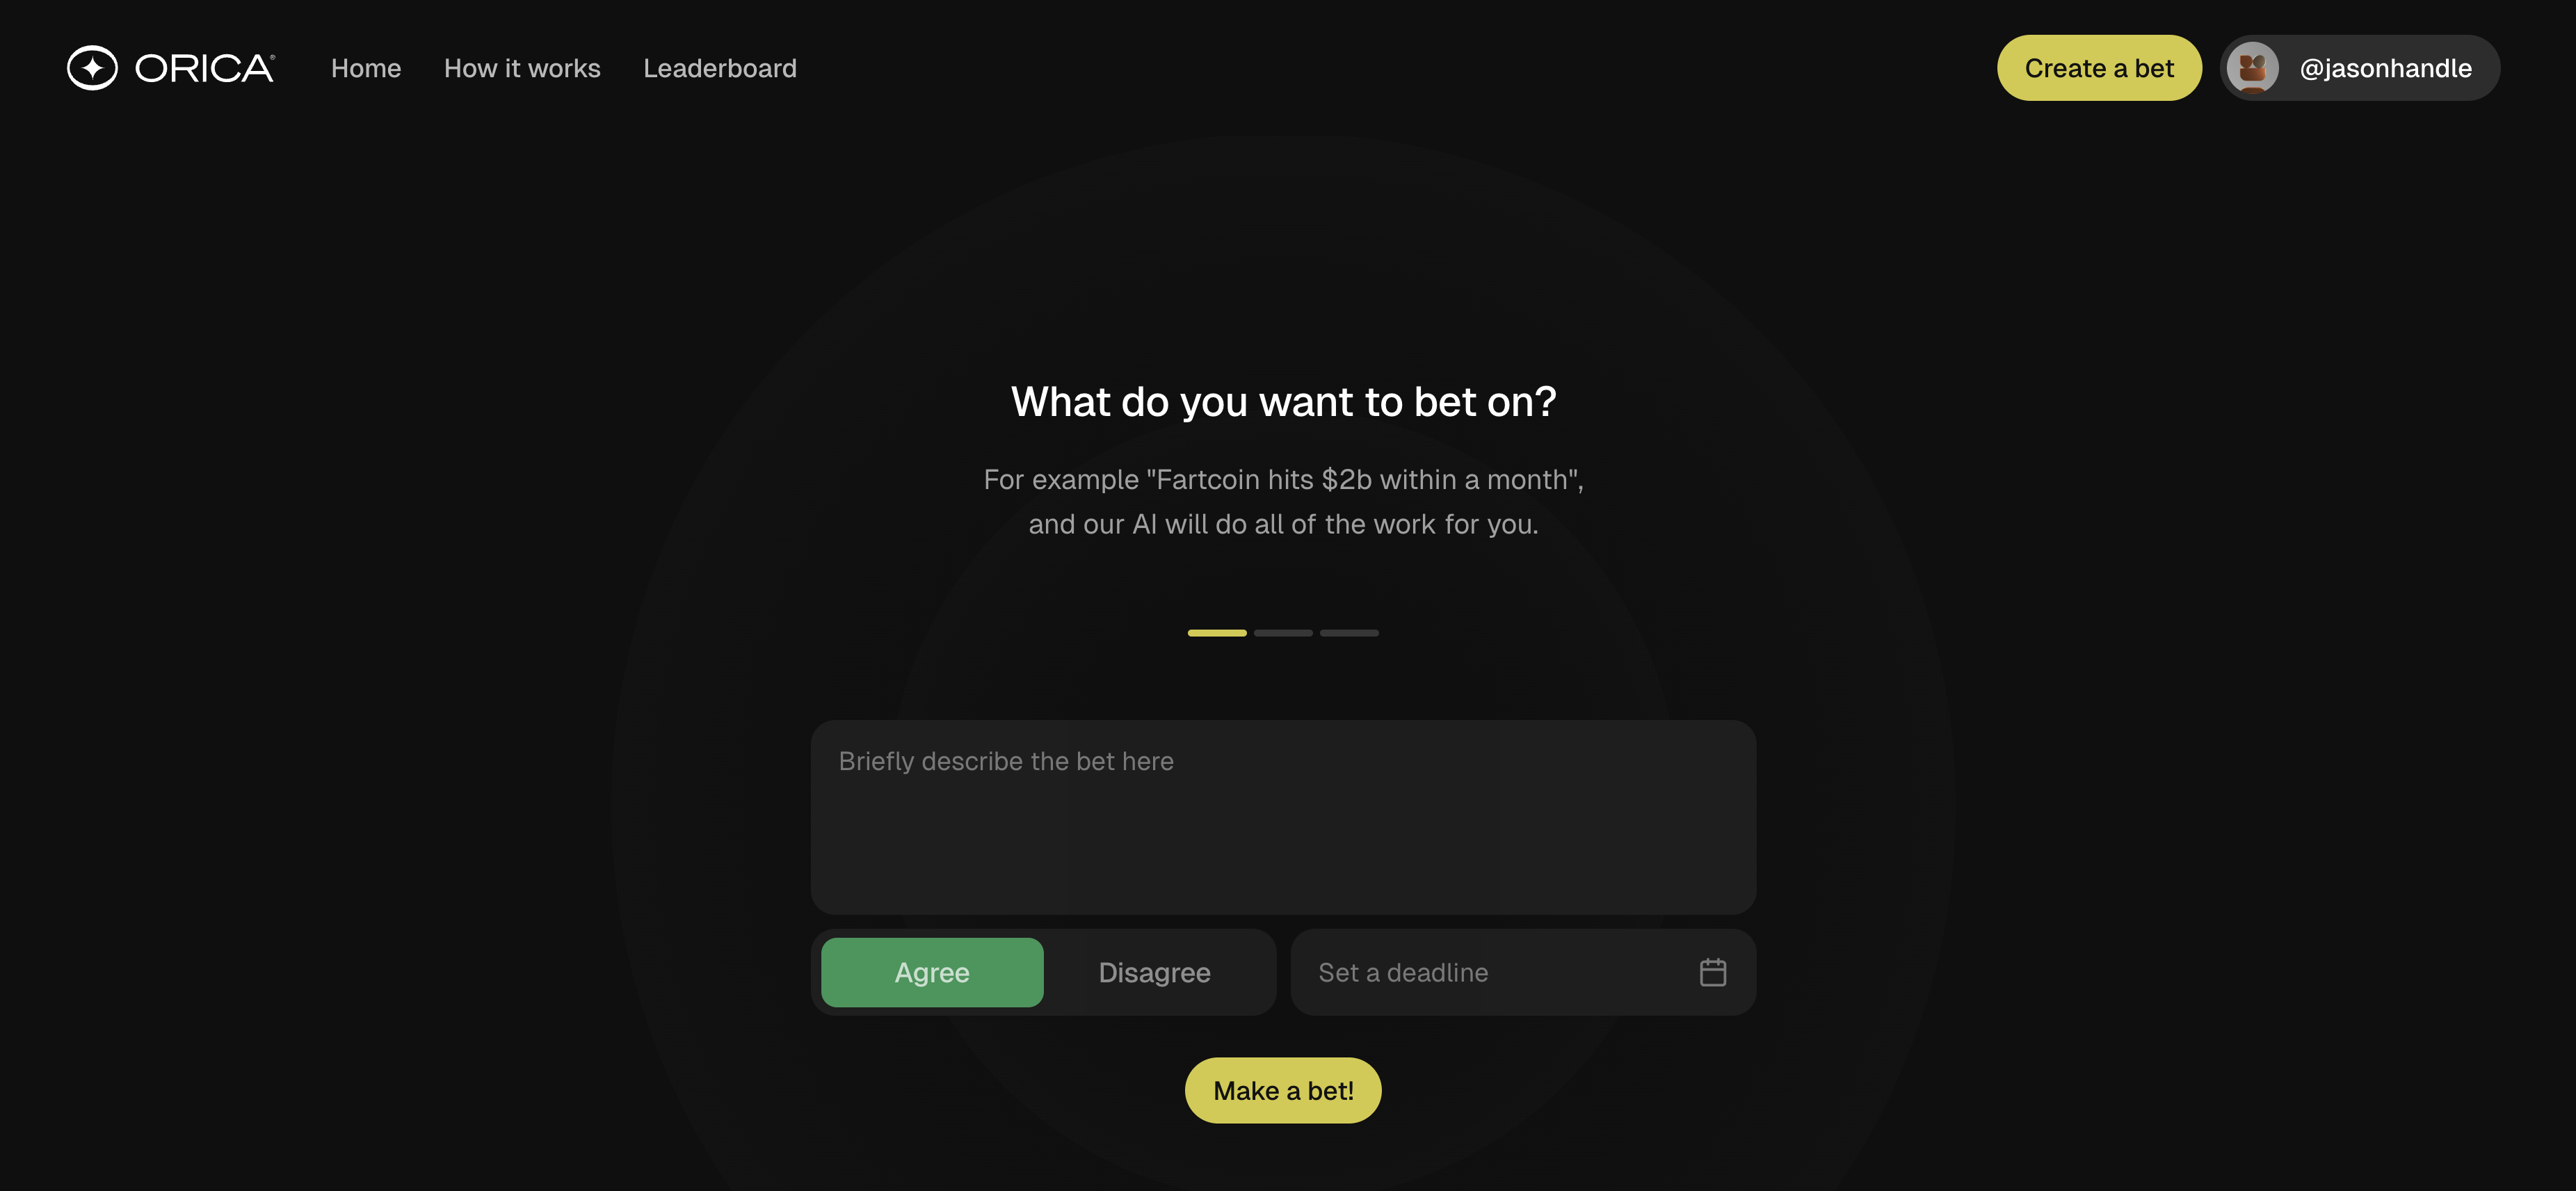 ORICA®
Home
How it works
Leaderboard
Create a bet
@jasonhandle
What do you want to bet on?
For example "Fartcoin hits $2b within a month",
and our AI will do all of the work for you.
Briefly describe the bet here
Agree
Disagree
Set a deadline
Make a bet!